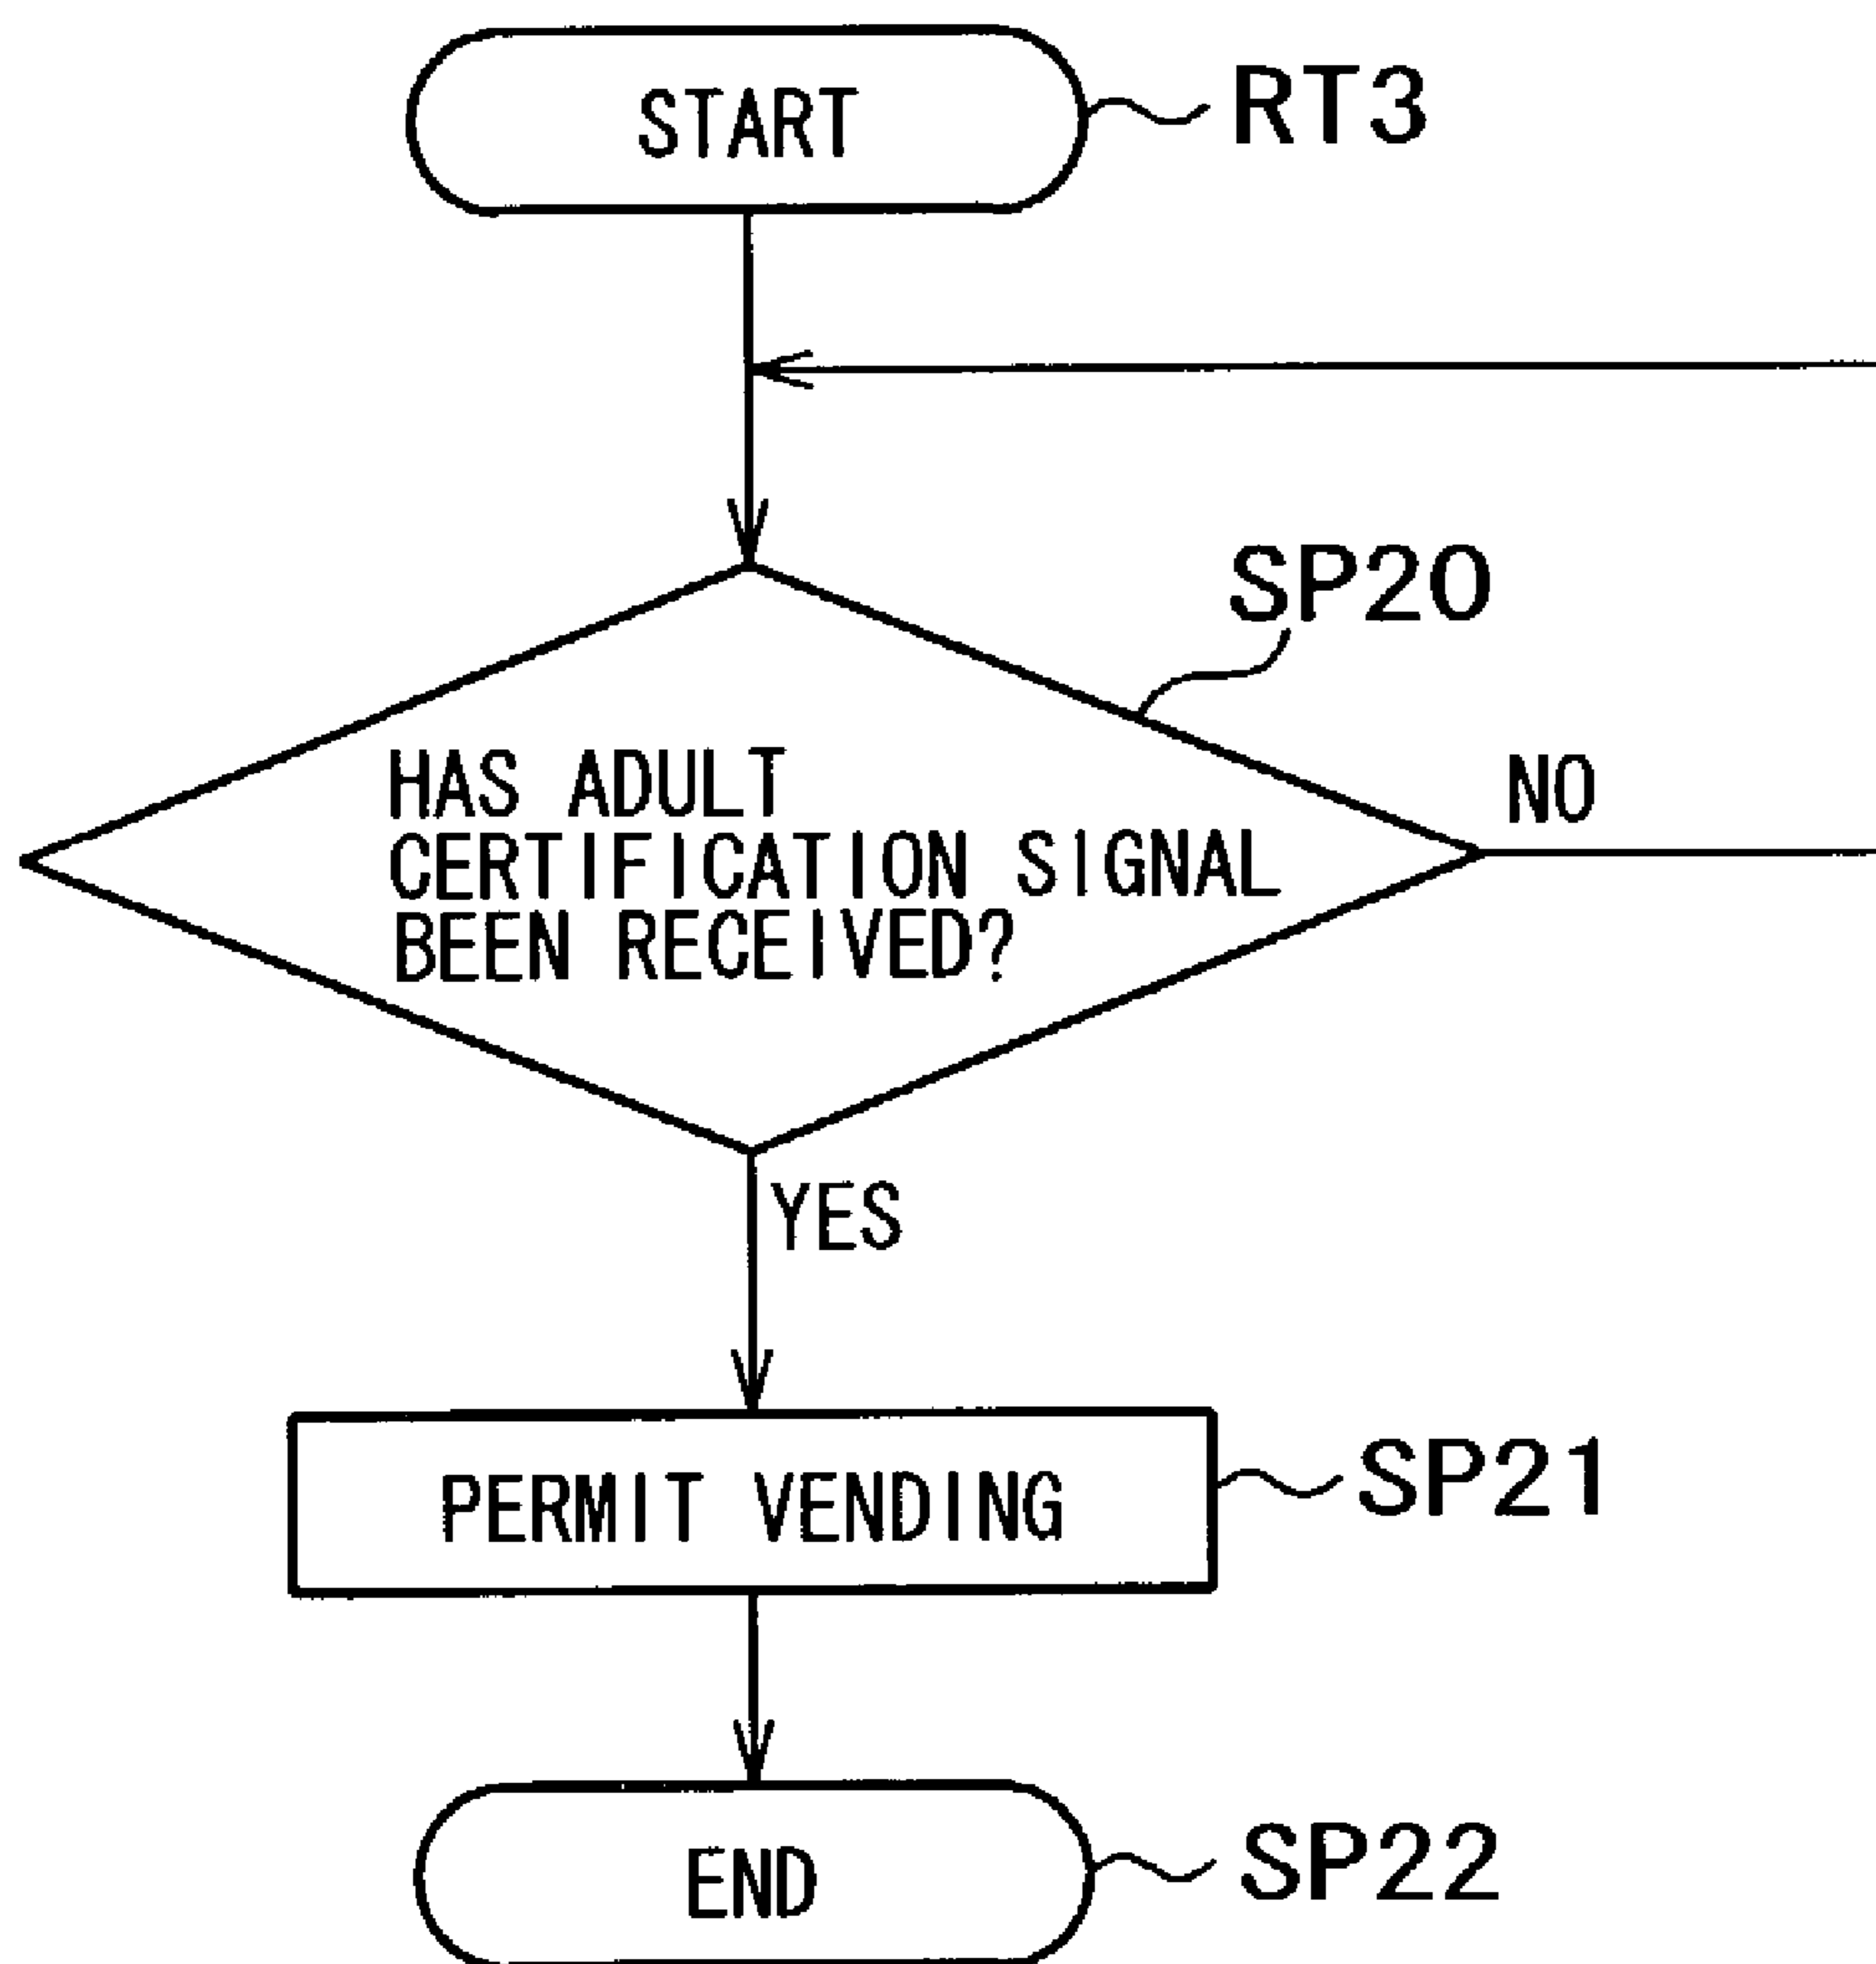 START
RT3
SP20
HAS ADULT
CERTIFICATION SIGNAL
BEEN RECEIVED?
NO
YES
PERMIT VENDING
SP21
END
SP22